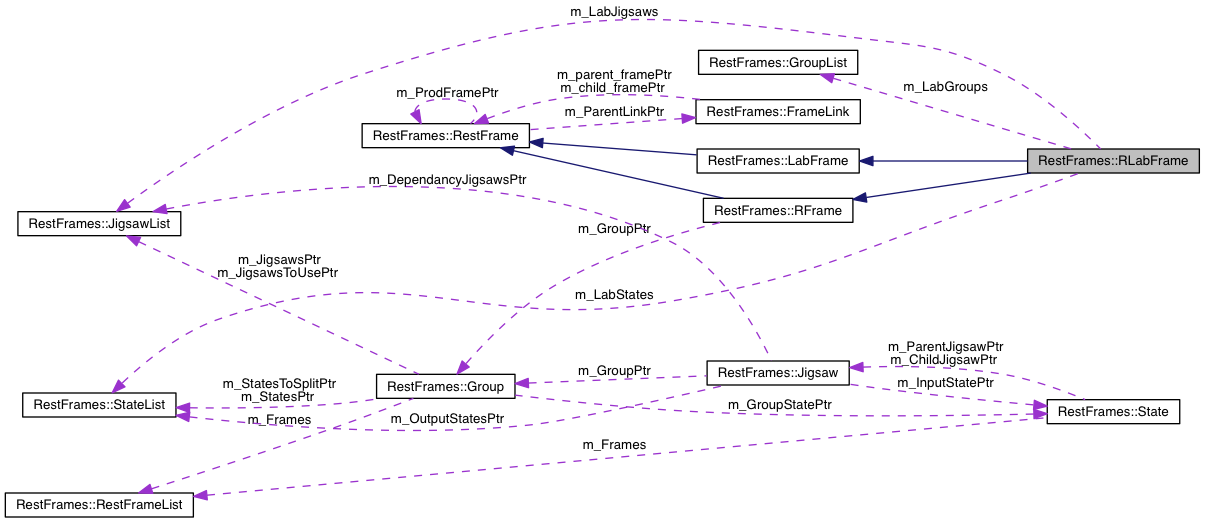 m_LabJigsaws
RestFrames::GroupList
m_parent_framePtr
m_child_framePtr
m_ProdFramePtr
m_LabGroups
RestFrames::FrameLink
m_ParentLinkPtr
RestFrames::RestFrame
RestFrames::LabFrame
RestFrames::RLabFrame
m_DependancyJigsawsPtr
RestFrames::RFrame
RestFrames::JigsawList
m_GroupPtr
m_JigsawsPtr
m_JigsawsToUsePtr
m_LabStates
m_ParentJigsawPtr
m_ChildJigsawPtr
m_GroupPtr
RestFrames::Jigsaw
m_StatesToSplitPtr
m_StatesPtr
RestFrames::Group
m_InputStatePtr
RestFrames::StateList
m_GroupStatePtr
RestFrames::State
m_Frames
m_OutputStatesPtr
m_Frames
RestFrames::RestFrameList